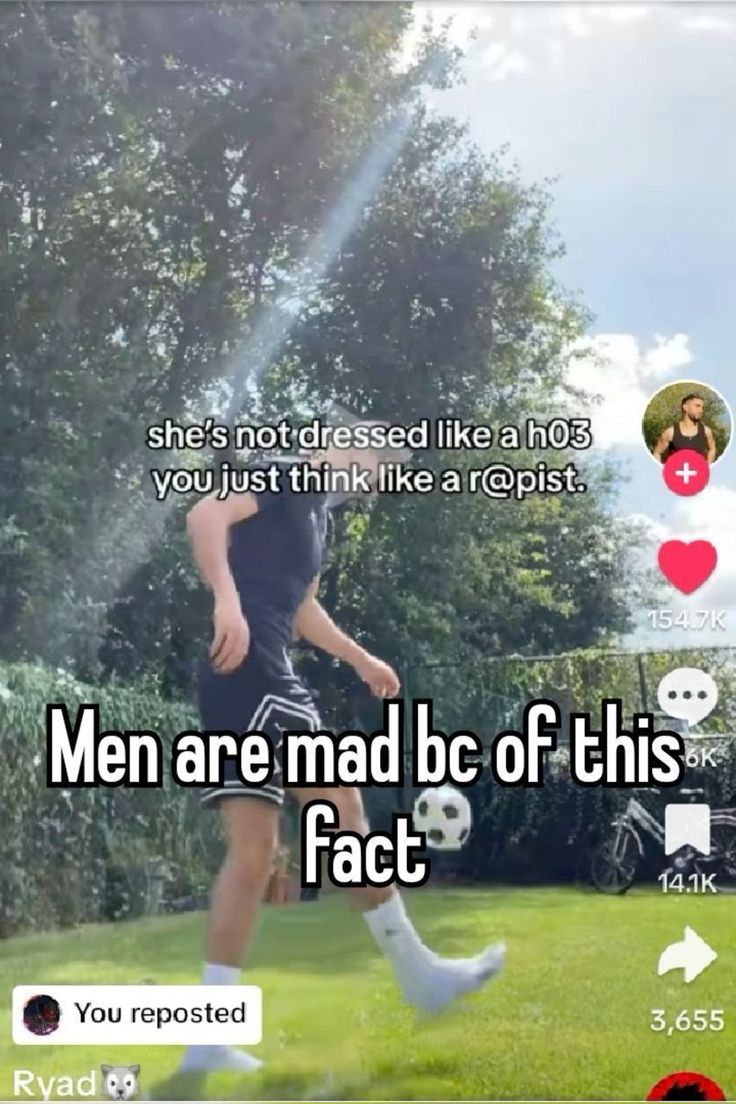 she's not dressed like a h03
you just think like a r@pist.
154.7K
Men are mad bc of this
6K
fact
14.1K
You reposted
3,655
Ryad